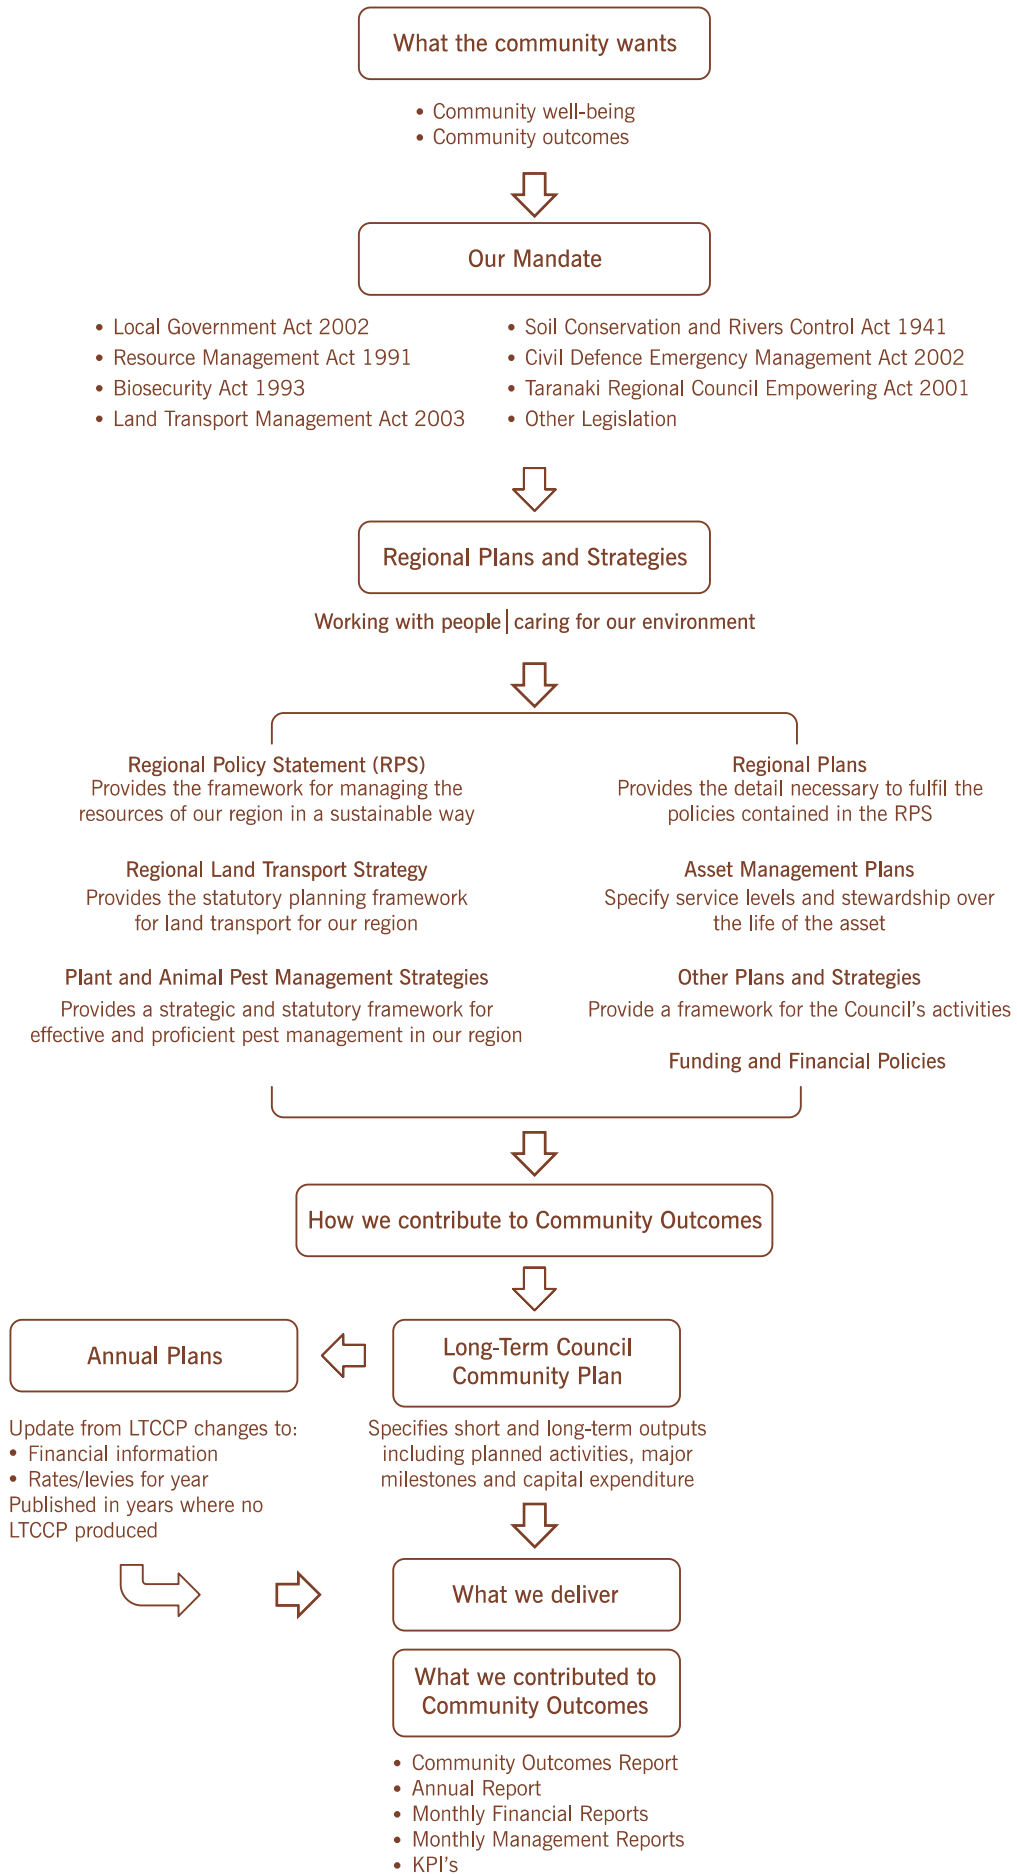 What the community wants
• Community well-being
• Community outcomes
Our Mandate
• Local Government Act 2002
• Resource Management Act 1991
• Biosecurity Act 1993
• Land Transport Management Act 2003
• Soil Conservation and Rivers Control Act 1941
• Civil Defence Emergency Management Act 2002
• Taranaki Regional Council Empowering Act 2001
• Other Legislation
Regional Plans and Strategies
Working with people | caring for our environment
Regional Policy Statement (RPS)
Provides the framework for managing the
resources of our region in a sustainable way
Regional Land Transport Strategy
Provides the statutory planning framework
for land transport for our region
Plant and Animal Pest Management Strategies
Provides a strategic and statutory framework for
effective and proficient pest management in our region
Regional Plans
Provides the detail necessary to fulfil the
policies contained in the RPS
Asset Management Plans
Specify service levels and stewardship over
the life of the asset
Other Plans and Strategies
Provide a framework for the Council's activities
Funding and Financial Policies
How we contribute to Community Outcomes
Annual Plans
Update from LTCCP changes to:
• Financial information
• Rates/levies for year
Published in years where no
LTCCP produced
Long-Term Council
Community Plan
Specifies short and long-term outputs
including planned activities, major
milestones and capital expenditure
What we deliver
What we contributed to
Community Outcomes
• Community Outcomes Report
• Annual Report
• Monthly Financial Reports
• Monthly Management Reports
• KPI's